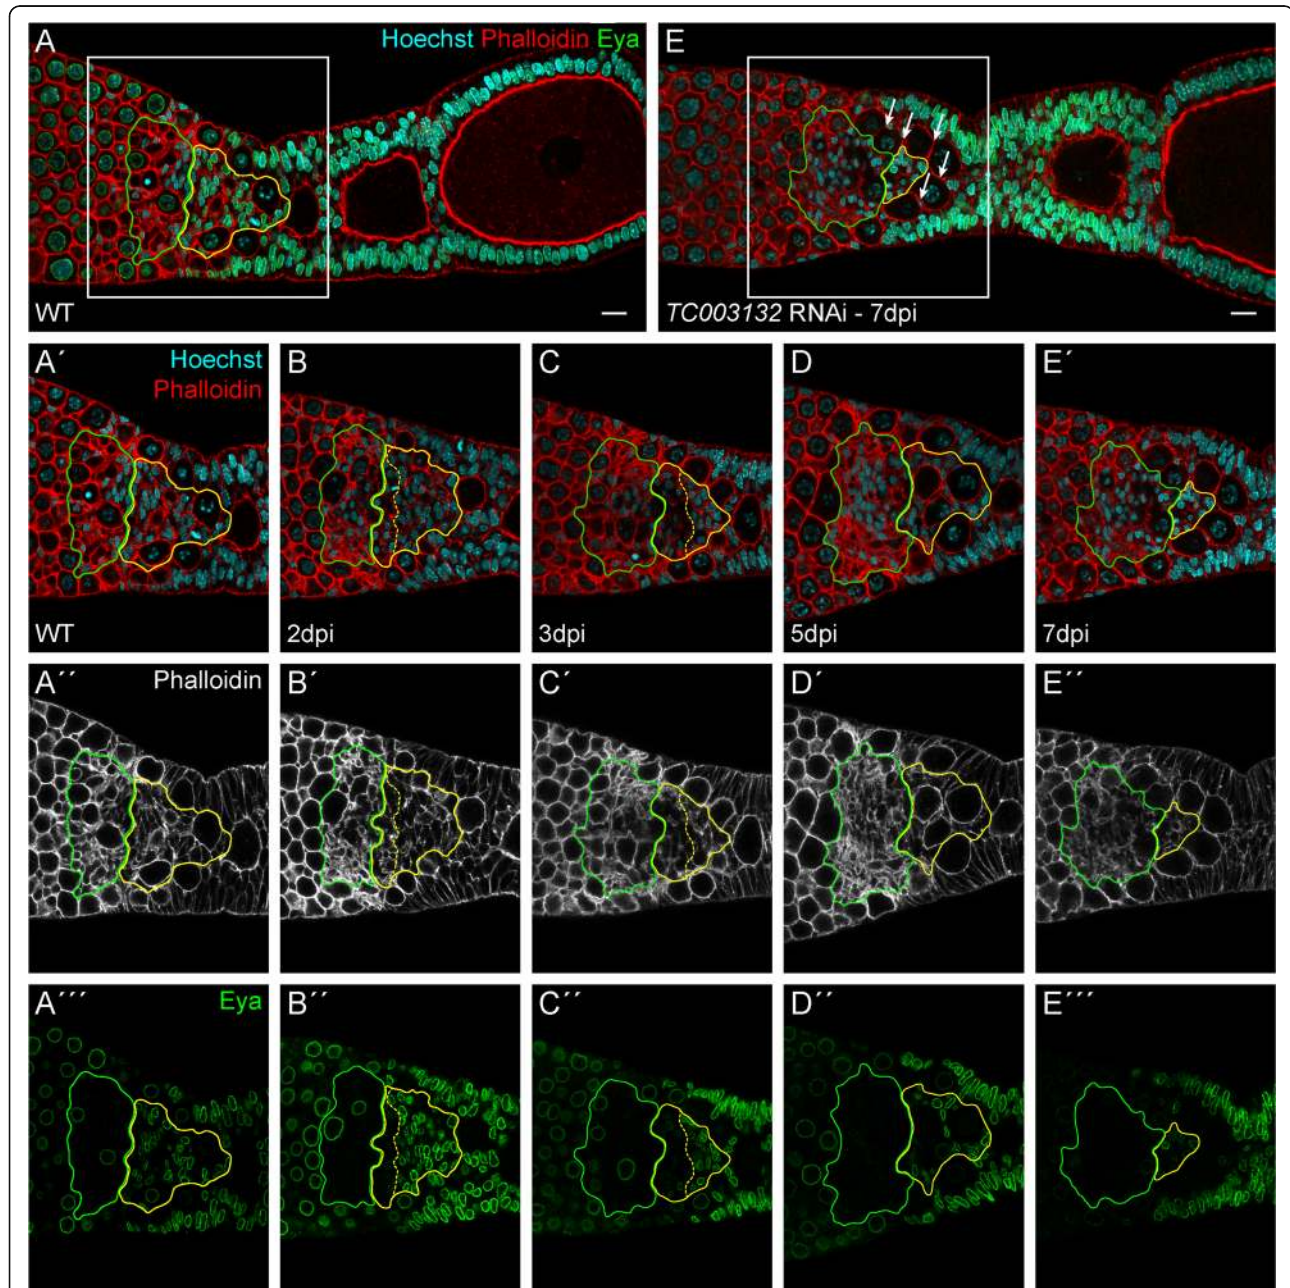 A
Hoechst Phalloidin Eya
WT
E
TC003132 RNAi - 7dpi
A´
Hoechst
Phalloidin
WT
B
2dpi
C
3dpi
D
5dpi
E´
7dpi
A´´
Phalloidin
B´
C´
D´
E´´
A´´´
Eya
B´´
C´´
D´´
E´´´